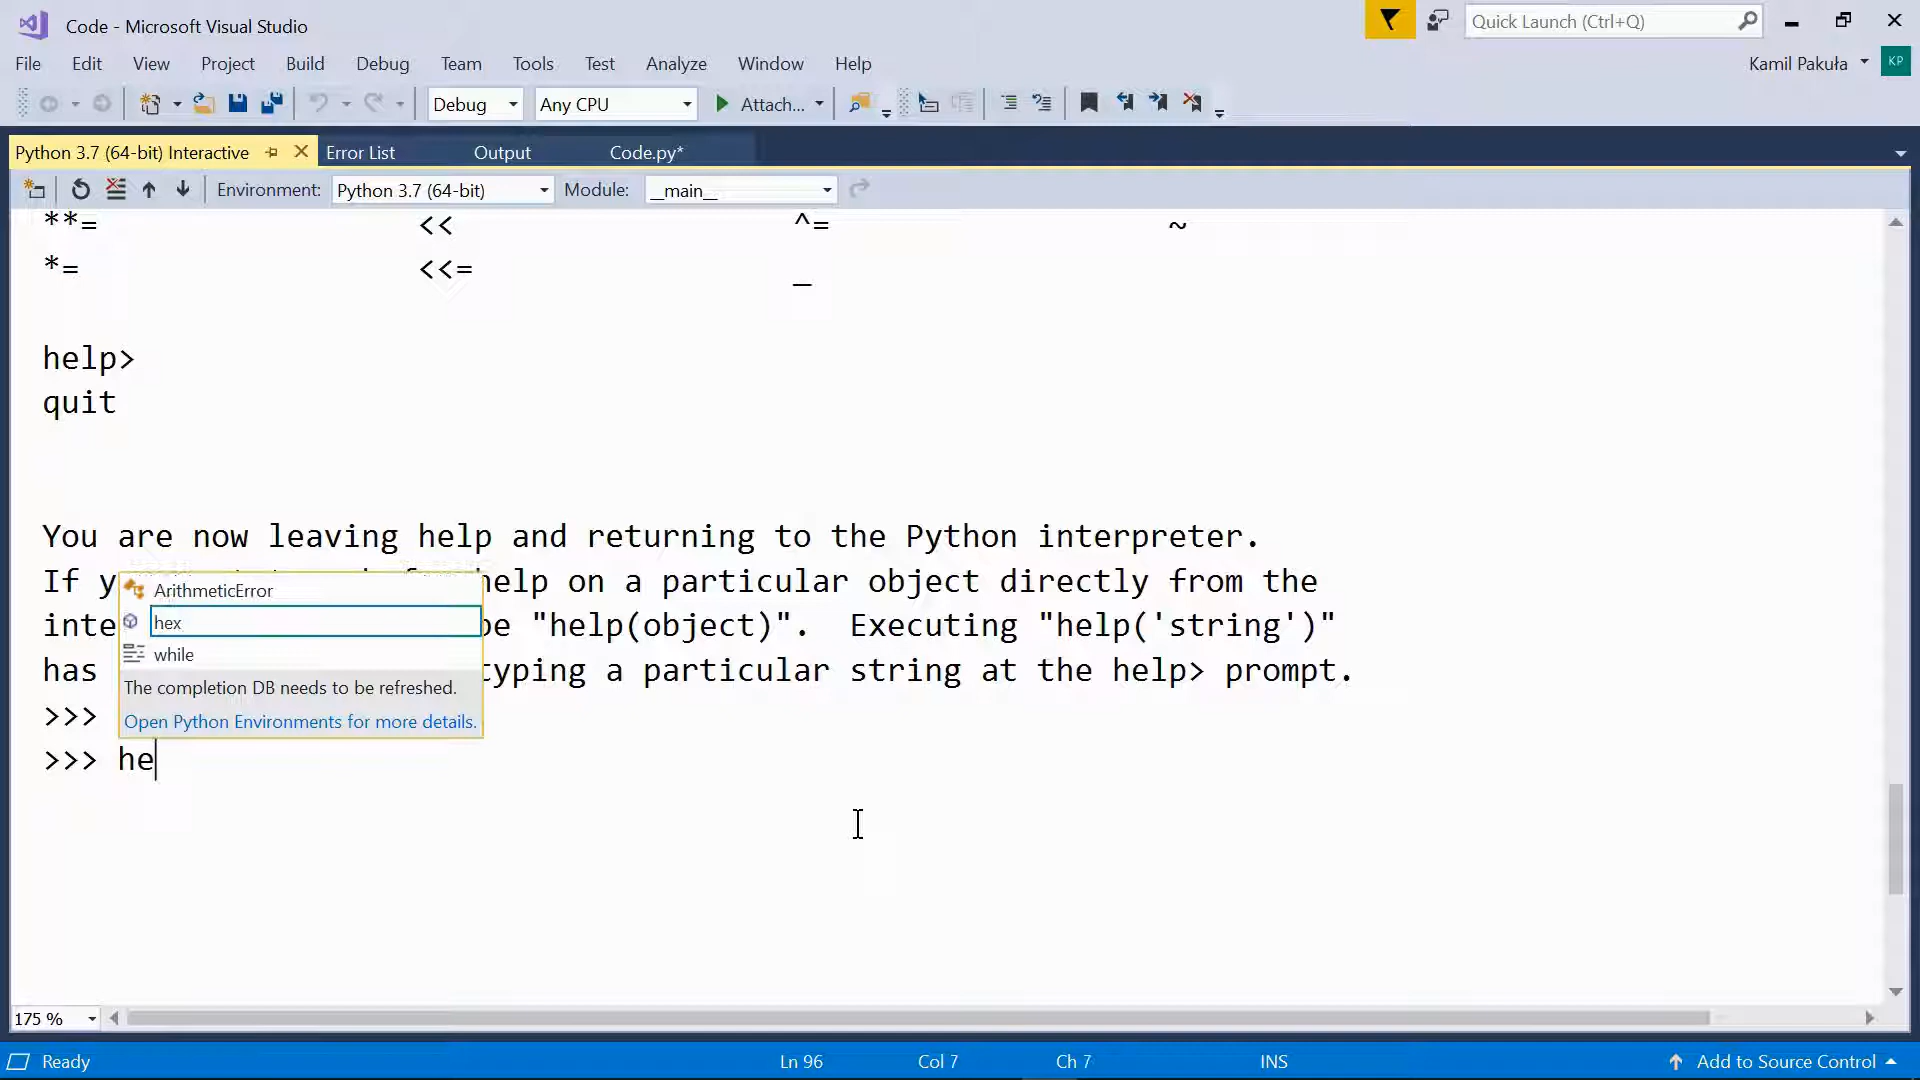 Code - Microsoft Visual Studio
Quick Launch (Ctrl+Q)
File Edit View Project Build Debug Team Tools Test Analyze Window Help
Kamil Pakuła KP
Debug Any CPU Attach...
Python 3.7 (64-bit) Interactive Error List Output Code.py*
Environment: Python 3.7 (64-bit) Module: __main__
**= << ^= ~
*= <<= _
help>
quit
You are now leaving help and returning to the Python interpreter.
If y help on a particular object directly from the
inte pe "help(object)".  Executing "help('string')"
has typing a particular string at the help> prompt.
ArithmeticError
hex
while
The completion DB needs to be refreshed.
Open Python Environments for more details.
>>>
>>> he
175 %
Ready Ln 96 Col 7 Ch 7 INS Add to Source Control